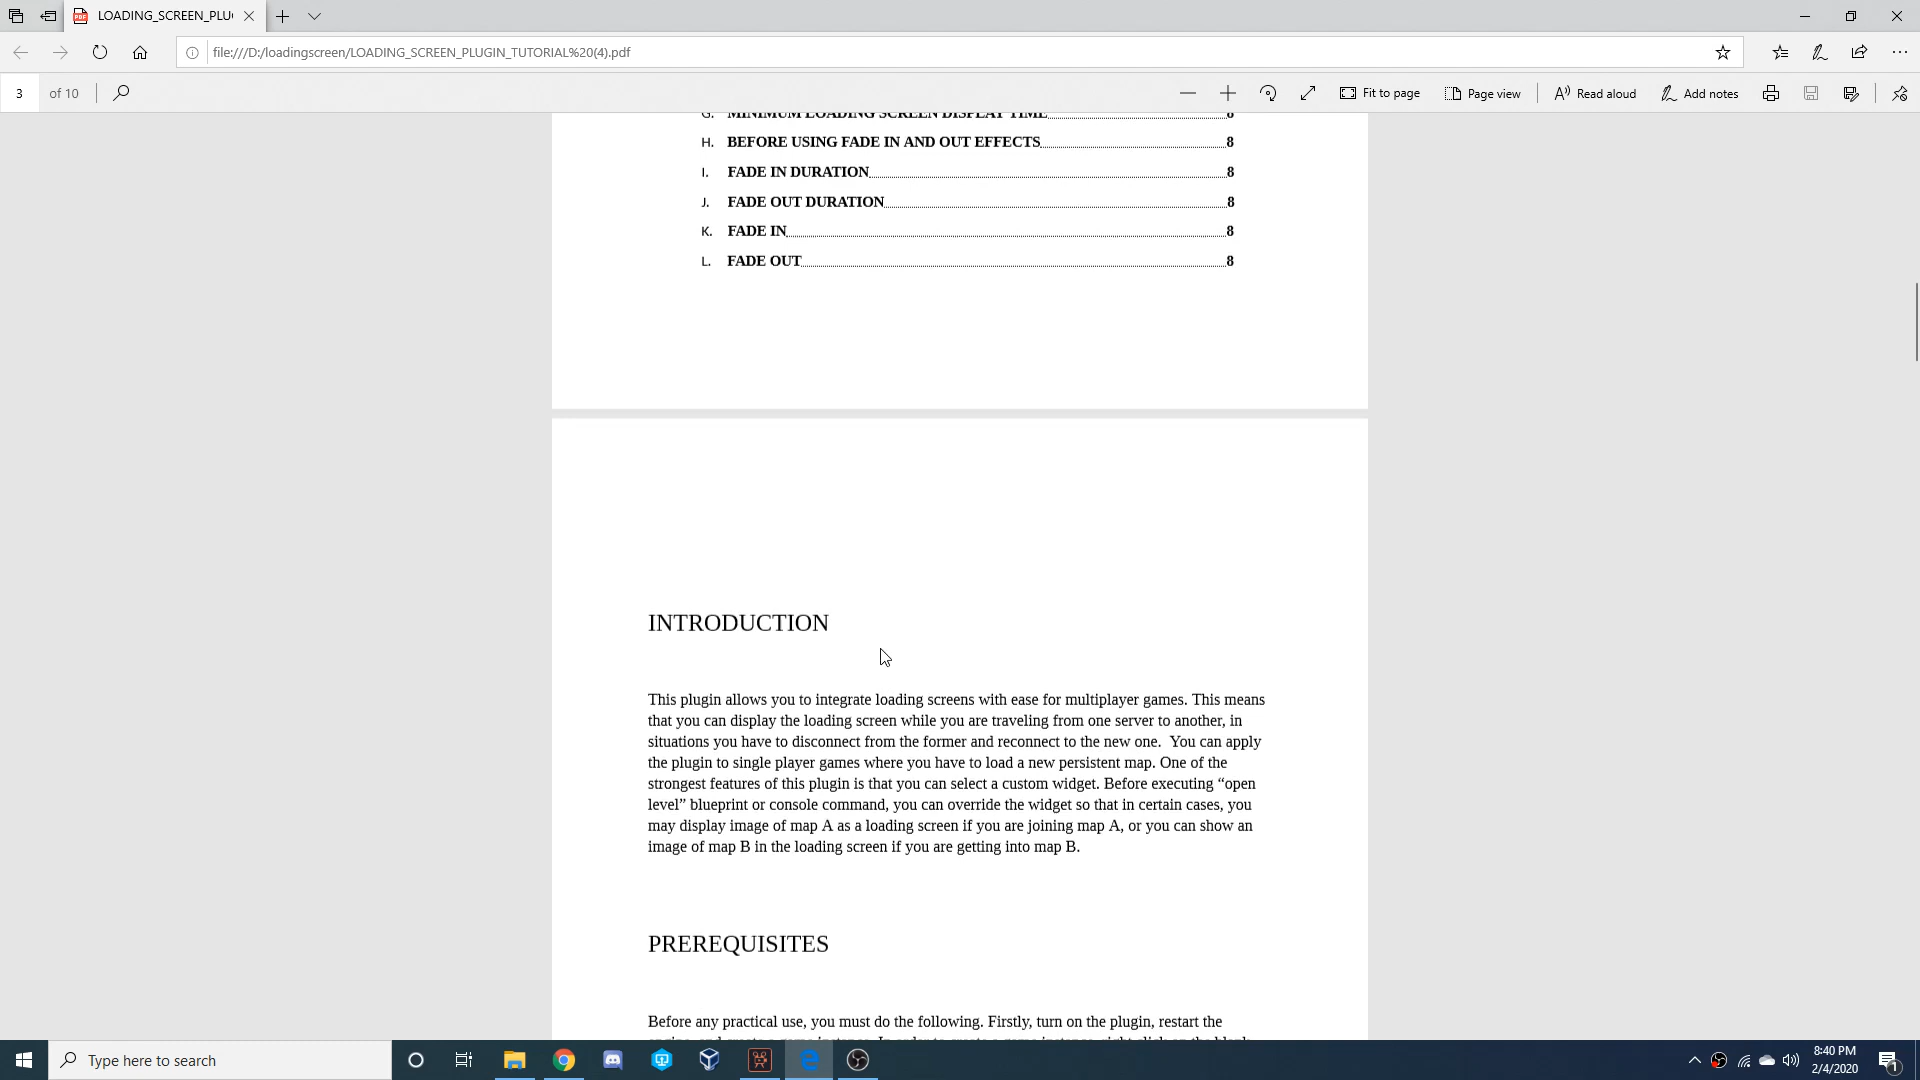 LOADING_SCREEN_PLU
file:///D:/loadingscreen/LOADING_SCREEN_PLUGIN_TUTORIAL%20(4).pdf
3 of 10 Fit to page Page view Read aloud Add notes
G. MINIMUM LOADING SCREEN DISPLAY TIME 8
H. BEFORE USING FADE IN AND OUT EFFECTS 8
I. FADE IN DURATION 8
J. FADE OUT DURATION 8
K. FADE IN 8
L. FADE OUT 8
INTRODUCTION
This plugin allows you to integrate loading screens with ease for multiplayer games. This means
that you can display the loading screen while you are traveling from one server to another, in
situations you have to disconnect from the former and reconnect to the new one.  You can apply
the plugin to single player games where you have to load a new persistent map. One of the
strongest features of this plugin is that you can select a custom widget. Before executing “open
level” blueprint or console command, you can override the widget so that in certain cases, you
may display image of map A as a loading screen if you are joining map A, or you can show an
image of map B in the loading screen if you are getting into map B.
PREREQUISITES
Before any practical use, you must do the following. Firstly, turn on the plugin, restart the
Type here to search
8:40 PM
2/4/2020
1